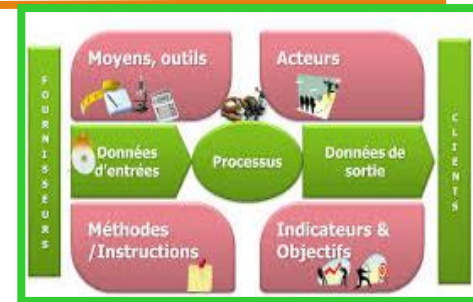 Moyens, outils
Acteurs
FOURNISSEURS
Données
d'entrées
Processus
Données de
sortie
CLIENTS
Méthodes
/Instructions
Indicateurs &
Objectifs